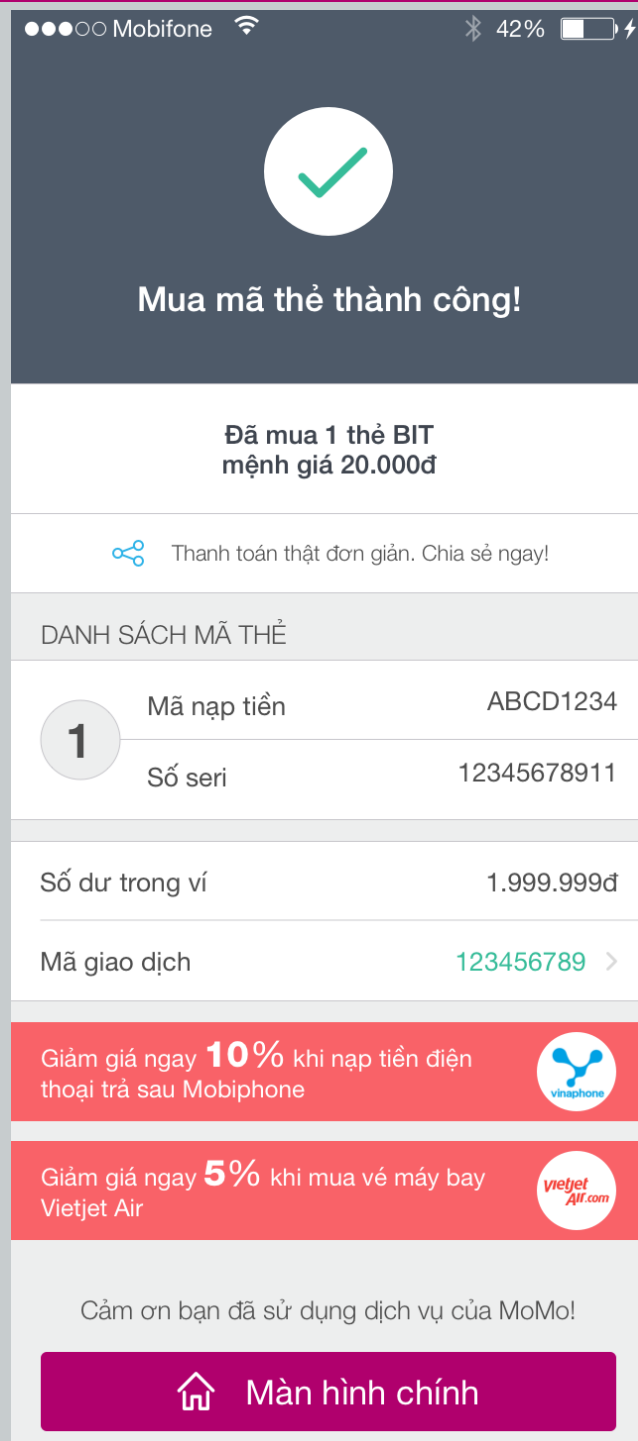 Mobifone 42%
Mua mã thẻ thành công!
Đã mua 1 thẻ BIT
mệnh giá 20.000đ
Thanh toán thật đơn giản. Chia sẻ ngay!
DANH SÁCH MÃ THẺ
1
Mã nạp tiền ABCD1234
Số seri 12345678911
Số dư trong ví 1.999.999đ
Mã giao dịch 123456789
Giảm giá ngay 10% khi nạp tiền điện
thoại trả sau Mobiphone
vinaphone
Giảm giá ngay 5% khi mua vé máy bay
Vietjet Air
vietjet
Air.com
Cảm ơn bạn đã sử dụng dịch vụ của MoMo!
Màn hình chính